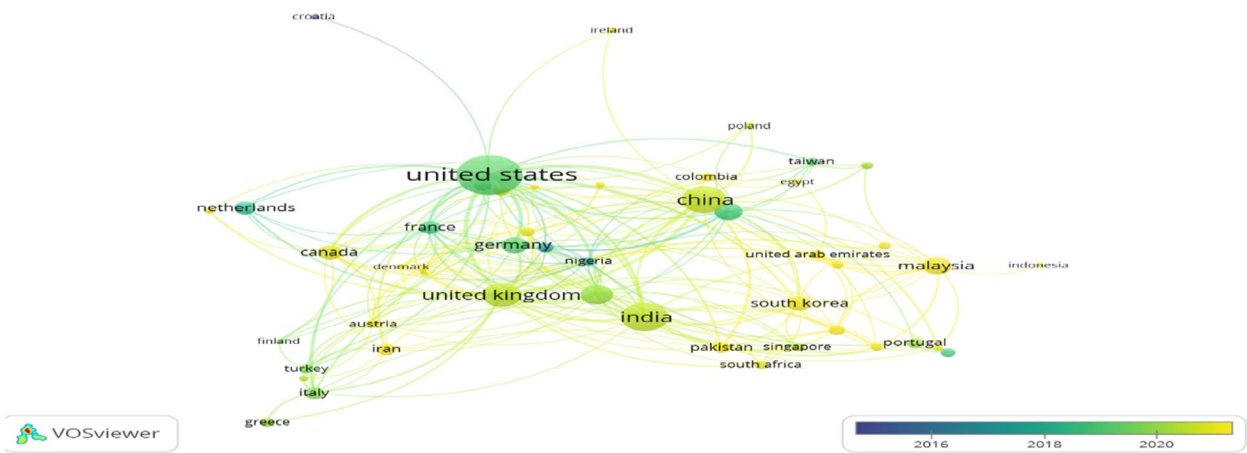 croatia
ireland
poland
taiwan
united states
colombia
egypt
china
netherlands
france
germany
canada
nigeria
united arab emirates
denmark
malaysia
indonesia
united kingdom
south korea
india
austria
finland
iran
pakistan
singapore
portugal
turkey
south africa
italy
greece
VOSviewer
2016 2018 2020